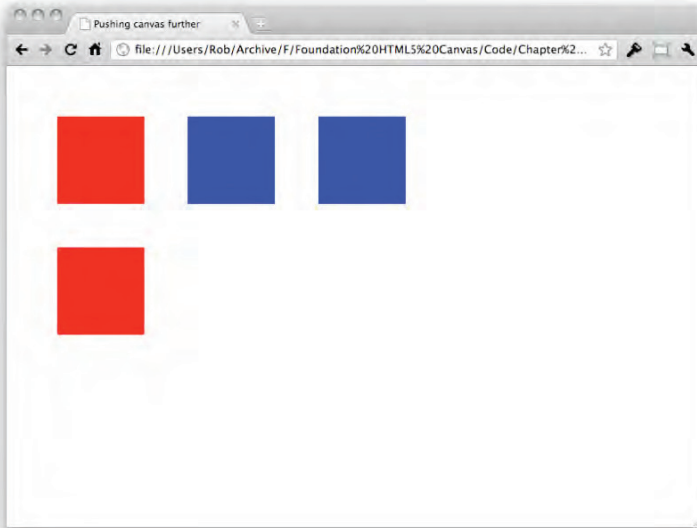 Pushing canvas further
file:///Users/Rob/Archive/F/Foundation%20HTML5%20Canvas/Code/Chapter%2...